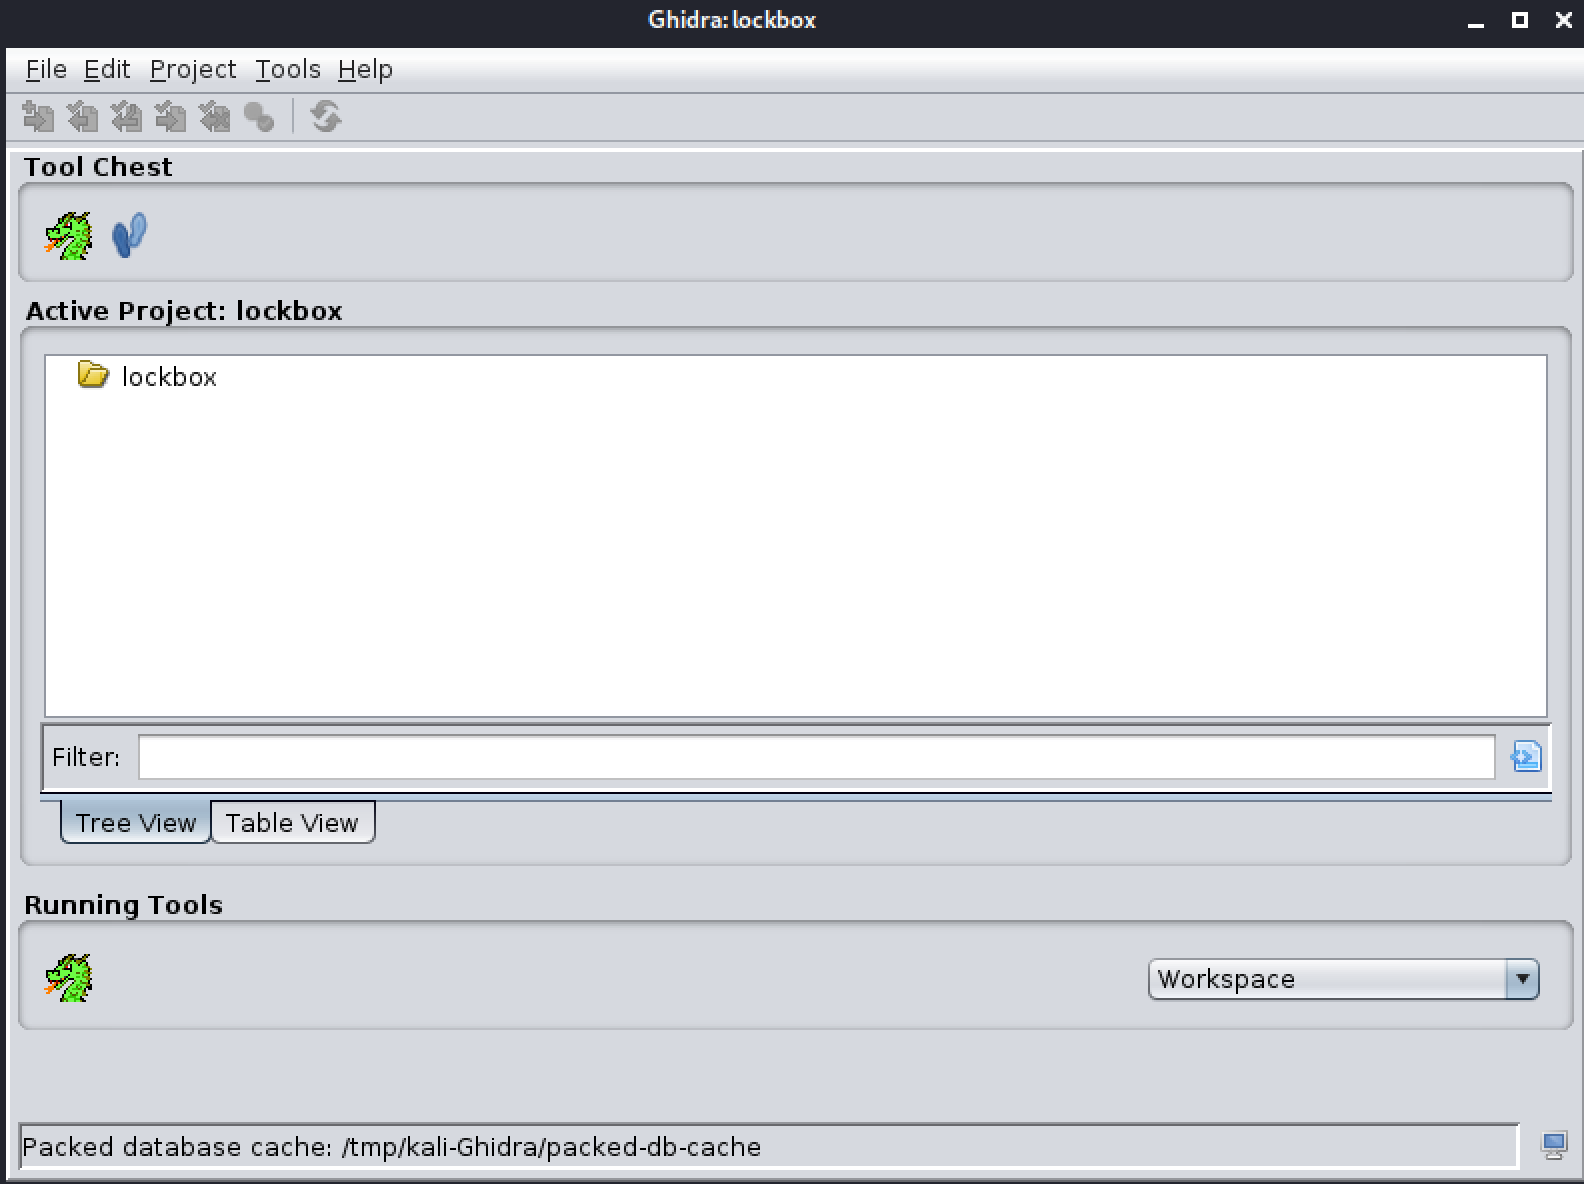 Ghidra: lockbox
File Edit Project Tools Help
Tool Chest
Active Project: lockbox
lockbox
Filter:
Tree View Table View
Running Tools
Workspace
Packed database cache: /tmp/kali-Ghidra/packed-db-cache